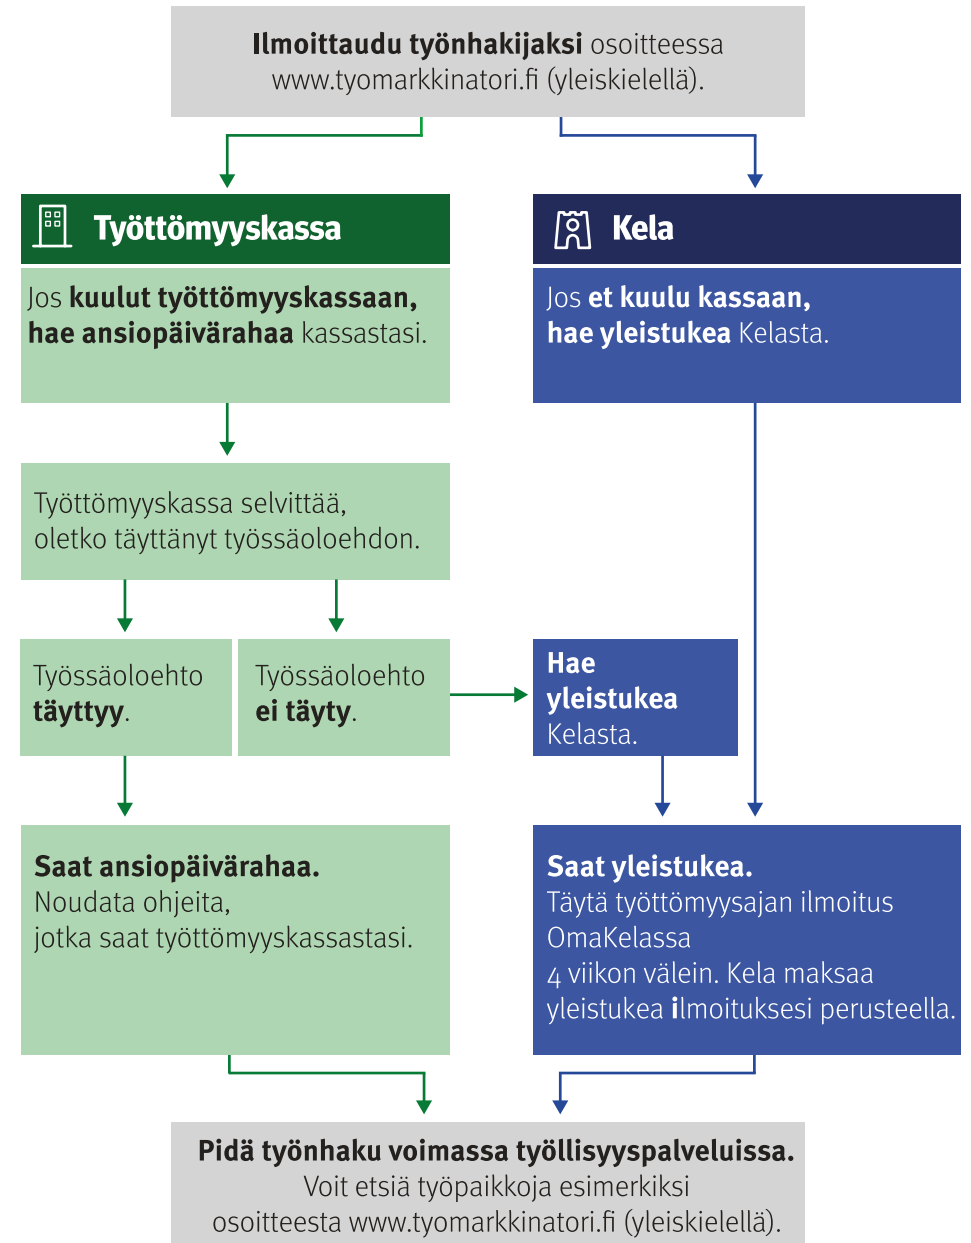 Ilmoittaudu työnhakijaksi osoitteessa
www.tyomarkkinatori.fi (yleiskielellä).
Työttömyyskassa
Jos kuulut työttömyyskassaan,
hae ansiopäivärahaa kassastasi.
Kela
Jos et kuulu kassaan,
hae yleistukea Kelasta.
Työttömyyskassa selvittää,
oletko täyttänyt työssäoloehdon.
Työssäoloehto
täyttyy.
Työssäoloehto
ei täyty.
Hae
yleistukea
Kelasta.
Saat ansiopäivärahaa.
Noudata ohjeita,
jotka saat työttömyyskassastasi.
Saat yleistukea.
Täytä työttömyysajan ilmoitus
OmaKelassa
4 viikon välein. Kela maksaa
yleistukea ilmoituksesi perusteella.
Pidä työnhaku voimassa työllisyyspalveluissa.
Voit etsiä työpaikkoja esimerkiksi
osoitteesta www.tyomarkkinatori.fi (yleiskielellä).